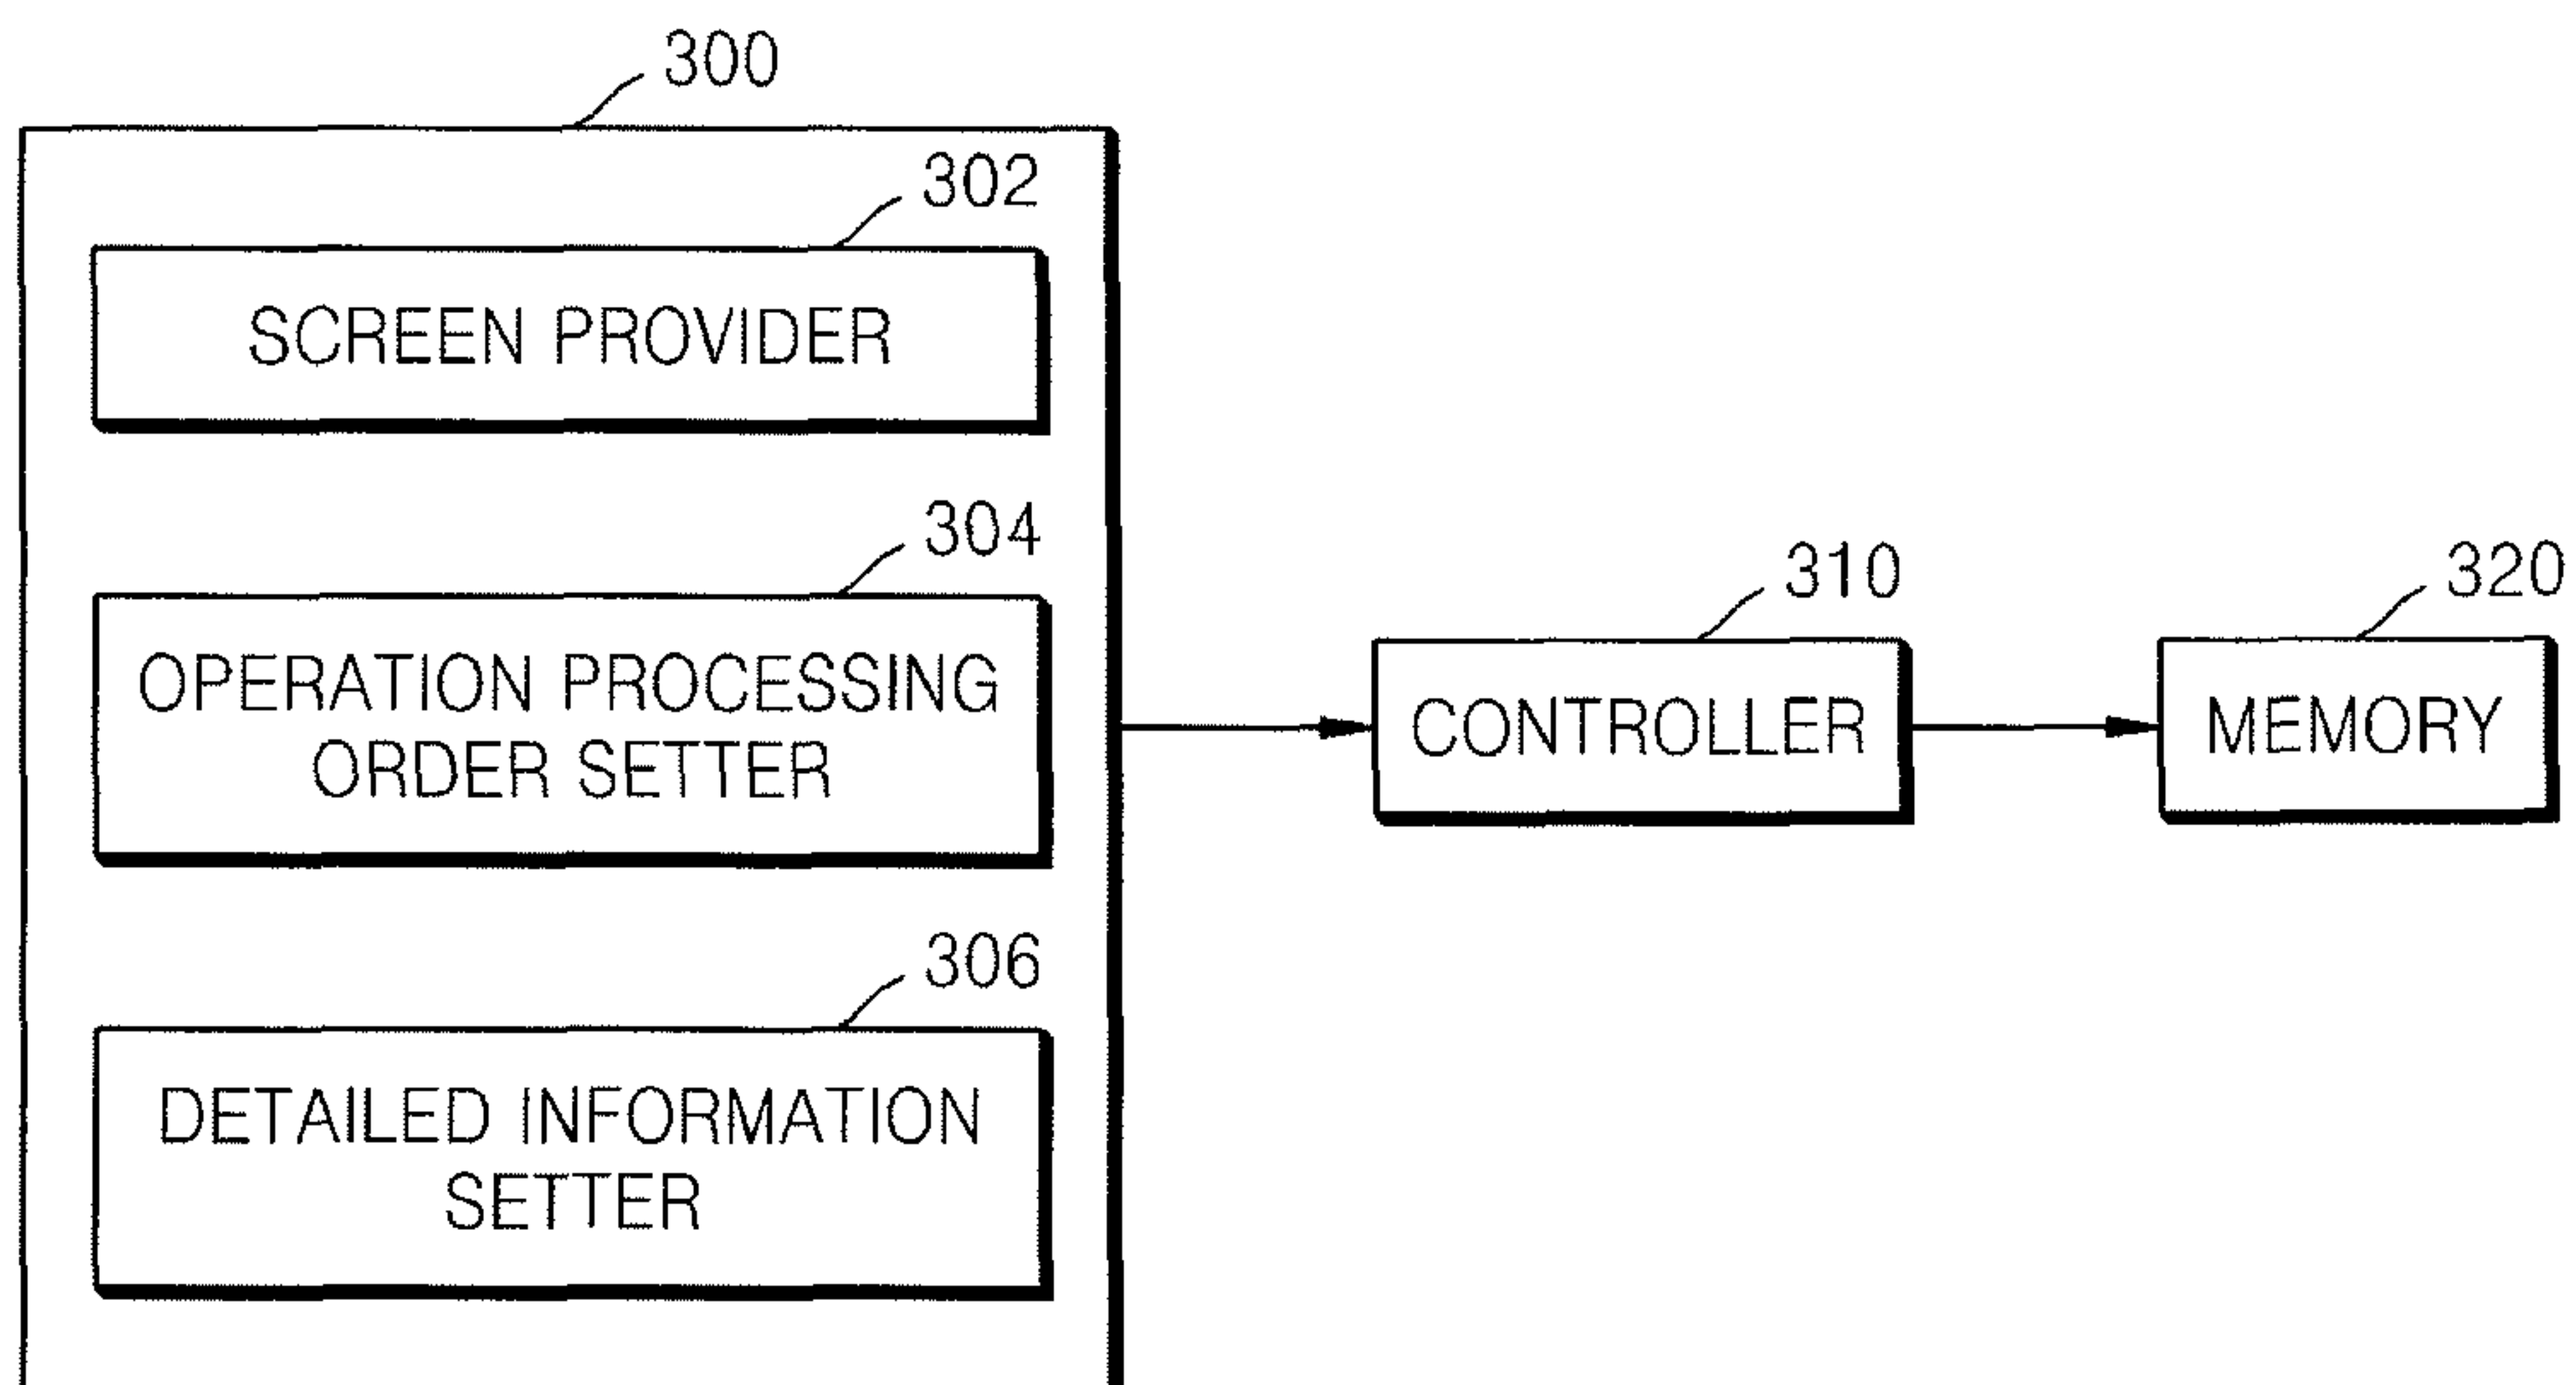 300
302
SCREEN PROVIDER
304
OPERATION PROCESSING
ORDER SETTER
306
DETAILED INFORMATION
SETTER
310
CONTROLLER
320
MEMORY